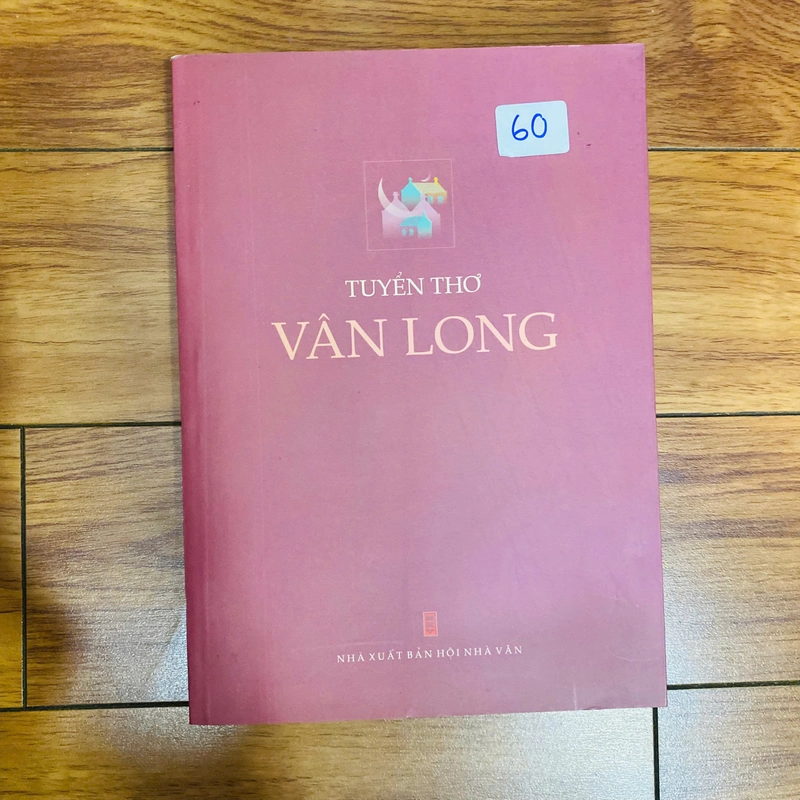 60
TUYỂN THƠ
VÂN LONG
NHÀ XUẤT BẢN HỘI NHÀ VĂN